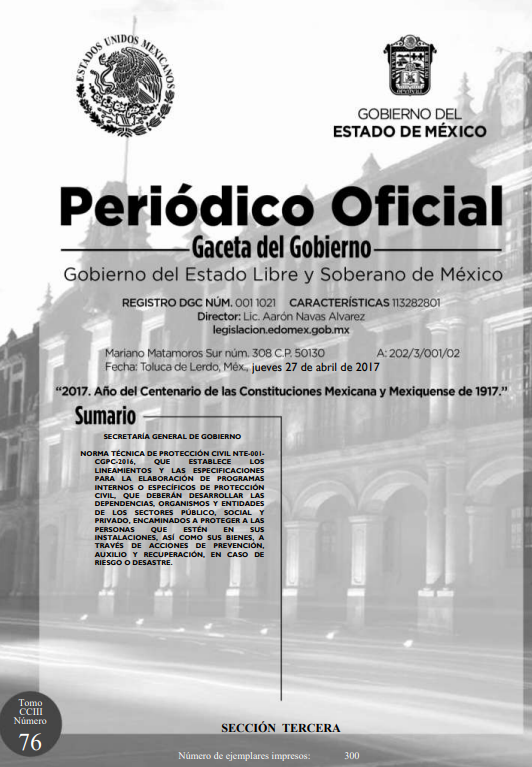 ESTADOS UNIDOS MEXICANOS
GOBIERNO DEL
ESTADO DE MÉXICO
Periódico Oficial
Gaceta del Gobierno
Gobierno del Estado Libre y Soberano de México
REGISTRO DGC NÚM. 001 1021 CARACTERÍSTICAS 113282801
Director: Lic. Aarón Navas Alvarez
legislacion.edomex.gob.mx
Mariano Matamoros Sur núm. 308 C.P. 50130 A: 202/3/001/02
Fecha: Toluca de Lerdo, Méx., jueves 27 de abril de 2017
“2017. Año del Centenario de las Constituciones Mexicana y Mexiquense de 1917.”
Sumario
SECRETARÍA GENERAL DE GOBIERNO
NORMA TÉCNICA DE PROTECCIÓN CIVIL NTE-001-
CGPC-2016, QUE ESTABLECE LOS
LINEAMIENTOS Y LAS ESPECIFICACIONES
PARA LA ELABORACIÓN DE PROGRAMAS
INTERNOS O ESPECÍFICOS DE PROTECCIÓN
CIVIL, QUE DEBERÁN DESARROLLAR LAS
DEPENDENCIAS, ORGANISMOS Y ENTIDADES
DE LOS SECTORES PÚBLICO, SOCIAL Y
PRIVADO, ENCAMINADOS A PROTEGER A LAS
PERSONAS QUE ESTÉN EN SUS
INSTALACIONES, ASÍ COMO SUS BIENES, A
TRAVÉS DE ACCIONES DE PREVENCIÓN,
AUXILIO Y RECUPERACIÓN, EN CASO DE
RIESGO O DESASTRE.
Tomo
CCIII
Número
76
SECCIÓN TERCERA
Número de ejemplares impresos: 300